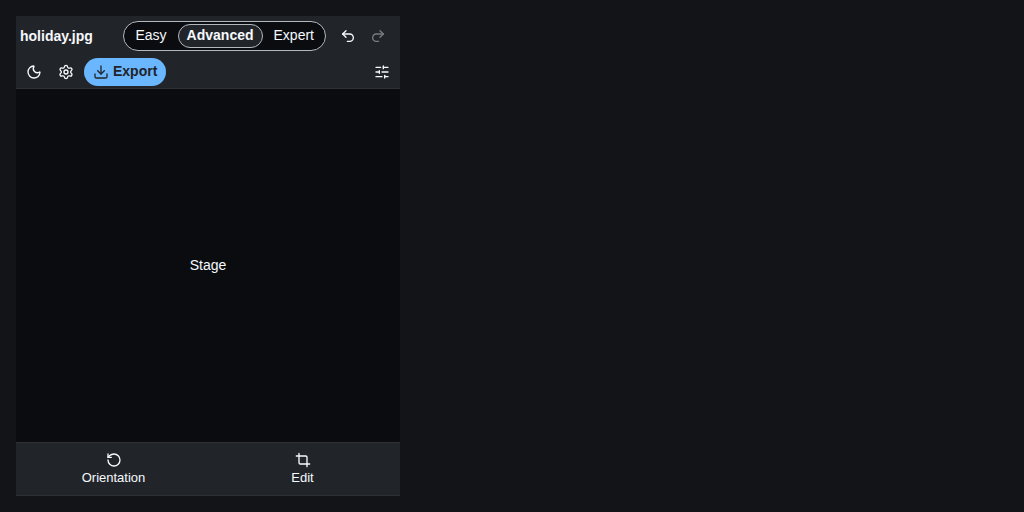 holiday.jpg
Easy Advanced Expert
Export
Stage
Orientation Edit